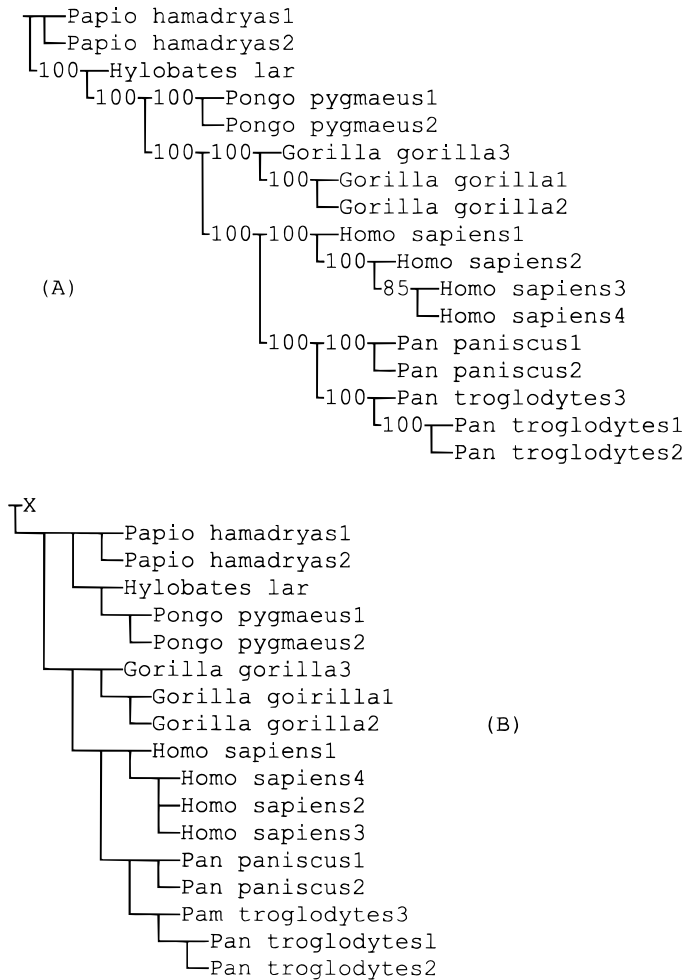 Papio hamadryas1
Papio hamadryas2
100 Hylobates lar
100 100 Pongo pygmaeus1
Pongo pygmaeus2
100 100 Gorilla gorilla3
100 Gorilla gorilla1
Gorilla gorilla2
100 100 Homo sapiens1
100 Homo sapiens2
(A) 85 Homo sapiens3
Homo sapiens4
100 100 Pan paniscus1
Pan paniscus2
100 Pan troglodytes3
100 Pan troglodytes1
Pan troglodytes2
X
Papio hamadryas1
Papio hamadryas2
Hylobates lar
Pongo pygmaeus1
Pongo pygmaeus2
Gorilla gorilla3
Gorilla goirilla1
Gorilla gorilla2 (B)
Homo sapiens1
Homo sapiens4
Homo sapiens2
Homo sapiens3
Pan paniscus1
Pan paniscus2
Pam troglodytes3
Pan troglodytesl
Pan troglodytes2